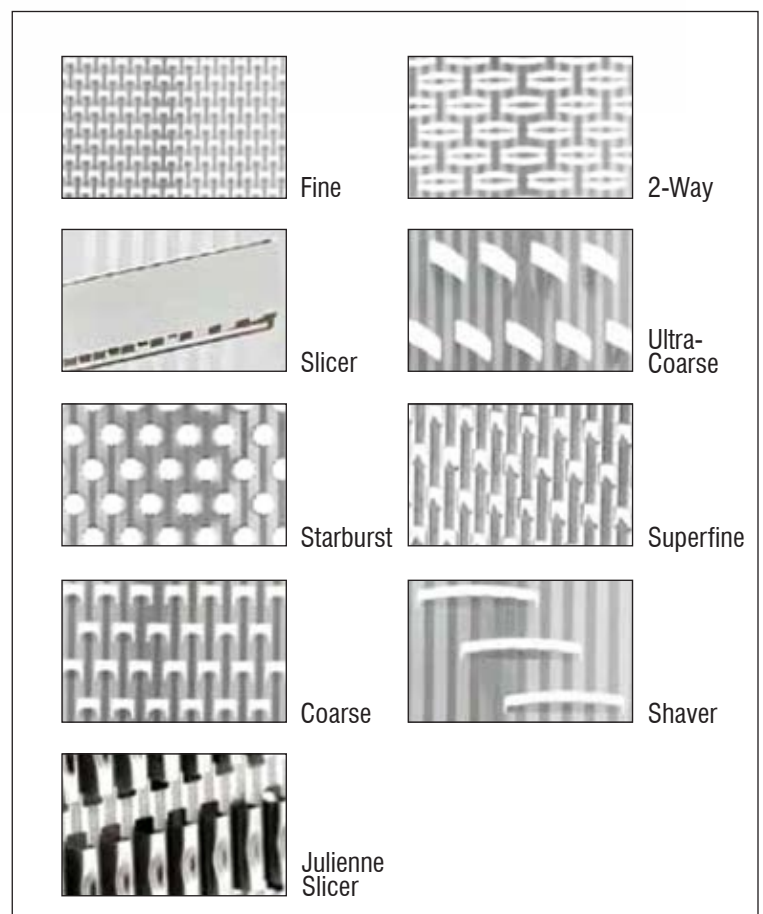 Fine
2-Way
Slicer
Ultra-
Coarse
Starburst
Superfine
Coarse
Shaver
Julienne
Slicer